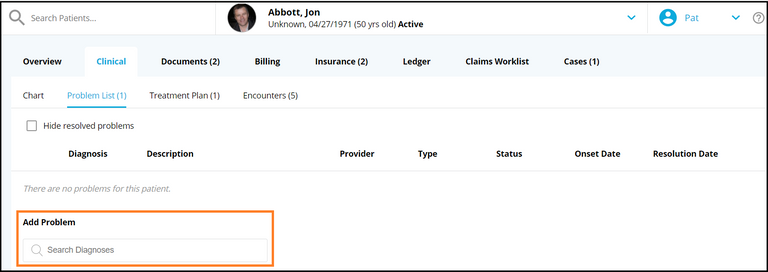 Search Patients...
Abbott, Jon
Unknown, 04/27/1971 (50 yrs old) Active
Pat
Overview Clinical Documents (2) Billing Insurance (2) Ledger Claims Worklist Cases (1)
Chart Problem List (1) Treatment Plan (1) Encounters (5)
Hide resolved problems
Diagnosis Description Provider Type Status Onset Date Resolution Date
There are no problems for this patient.
Add Problem
Search Diagnoses